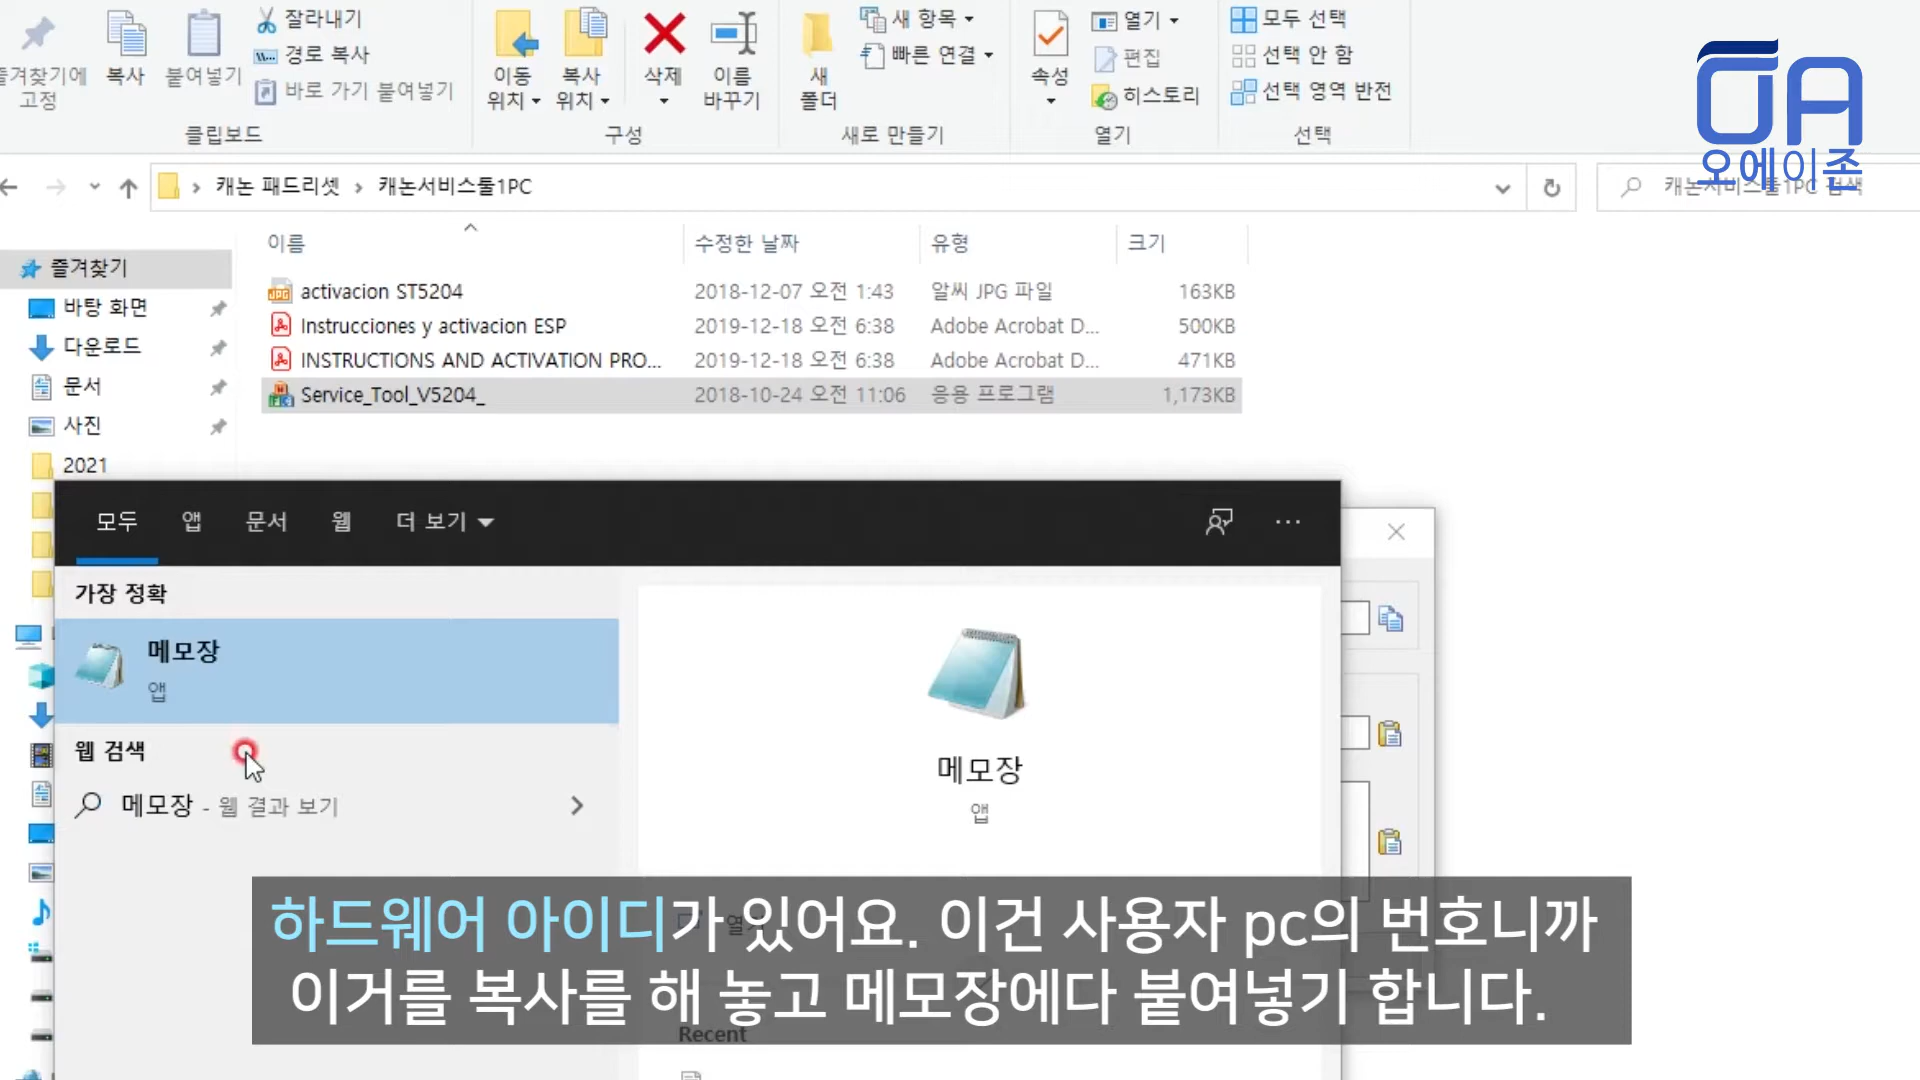 잘라내기
새 항목
열기
모두 선택
경로 복사
빠른 연결
편집
선택 안 함
즐겨찾기에
고정
복사
붙여넣기
바로 가기 붙여넣기
이동
위치
복사
위치
삭제
이름
바꾸기
새
폴더
속성
히스토리
선택 영역 반전
클립보드
구성
새로 만들기
열기
선택
오에이존
캐논 패드리셋 › 캐논서비스툴1PC
캐논서비스툴1PC 검색
이름 수정한 날짜 유형 크기
즐겨찾기
activacion ST5204 2018-12-07 오전 1:43 알씨 JPG 파일 163KB
바탕 화면
Instrucciones y activacion ESP 2019-12-18 오전 6:38 Adobe Acrobat D... 500KB
다운로드
INSTRUCTIONS AND ACTIVATION PRO... 2019-12-18 오전 6:38 Adobe Acrobat D... 471KB
문서
Service_Tool_V5204_ 2018-10-24 오전 11:06 응용 프로그램 1,173KB
사진
2021
모두 앱 문서 웹 더 보기
가장 정확
메모장
앱
웹 검색
메모장 - 웹 결과 보기
메모장
앱
열기
하드웨어 아이디가 있어요. 이건 사용자 pc의 번호니까
이거를 복사를 해 놓고 메모장에다 붙여넣기 합니다.
Recent